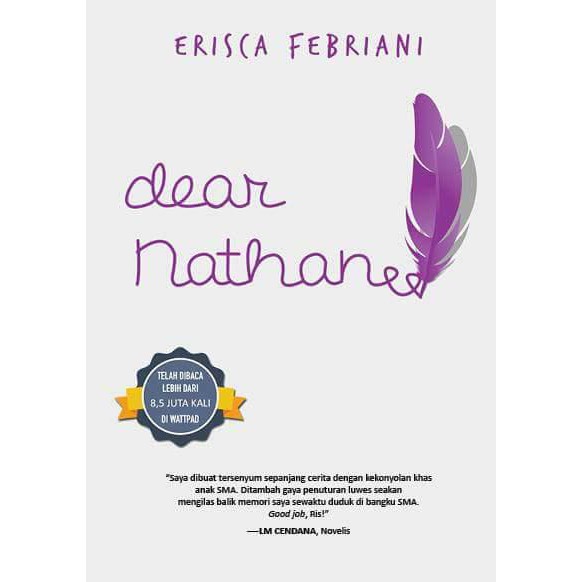 ERISCA FEBRIANI
dear
Nathan
TELAH DIBACA
LEBIH DARI
8,5 JUTA KALI
DI WATTPAD
"Saya dibuat tersenyum sepanjang cerita dengan kekonyolan khas
anak SMA. Ditambah gaya penuturan luwes seakan
mengilas balik memori saya sewaktu duduk di bangku SMA.
Good job, Ris!"
—LM CENDANA, Novelis